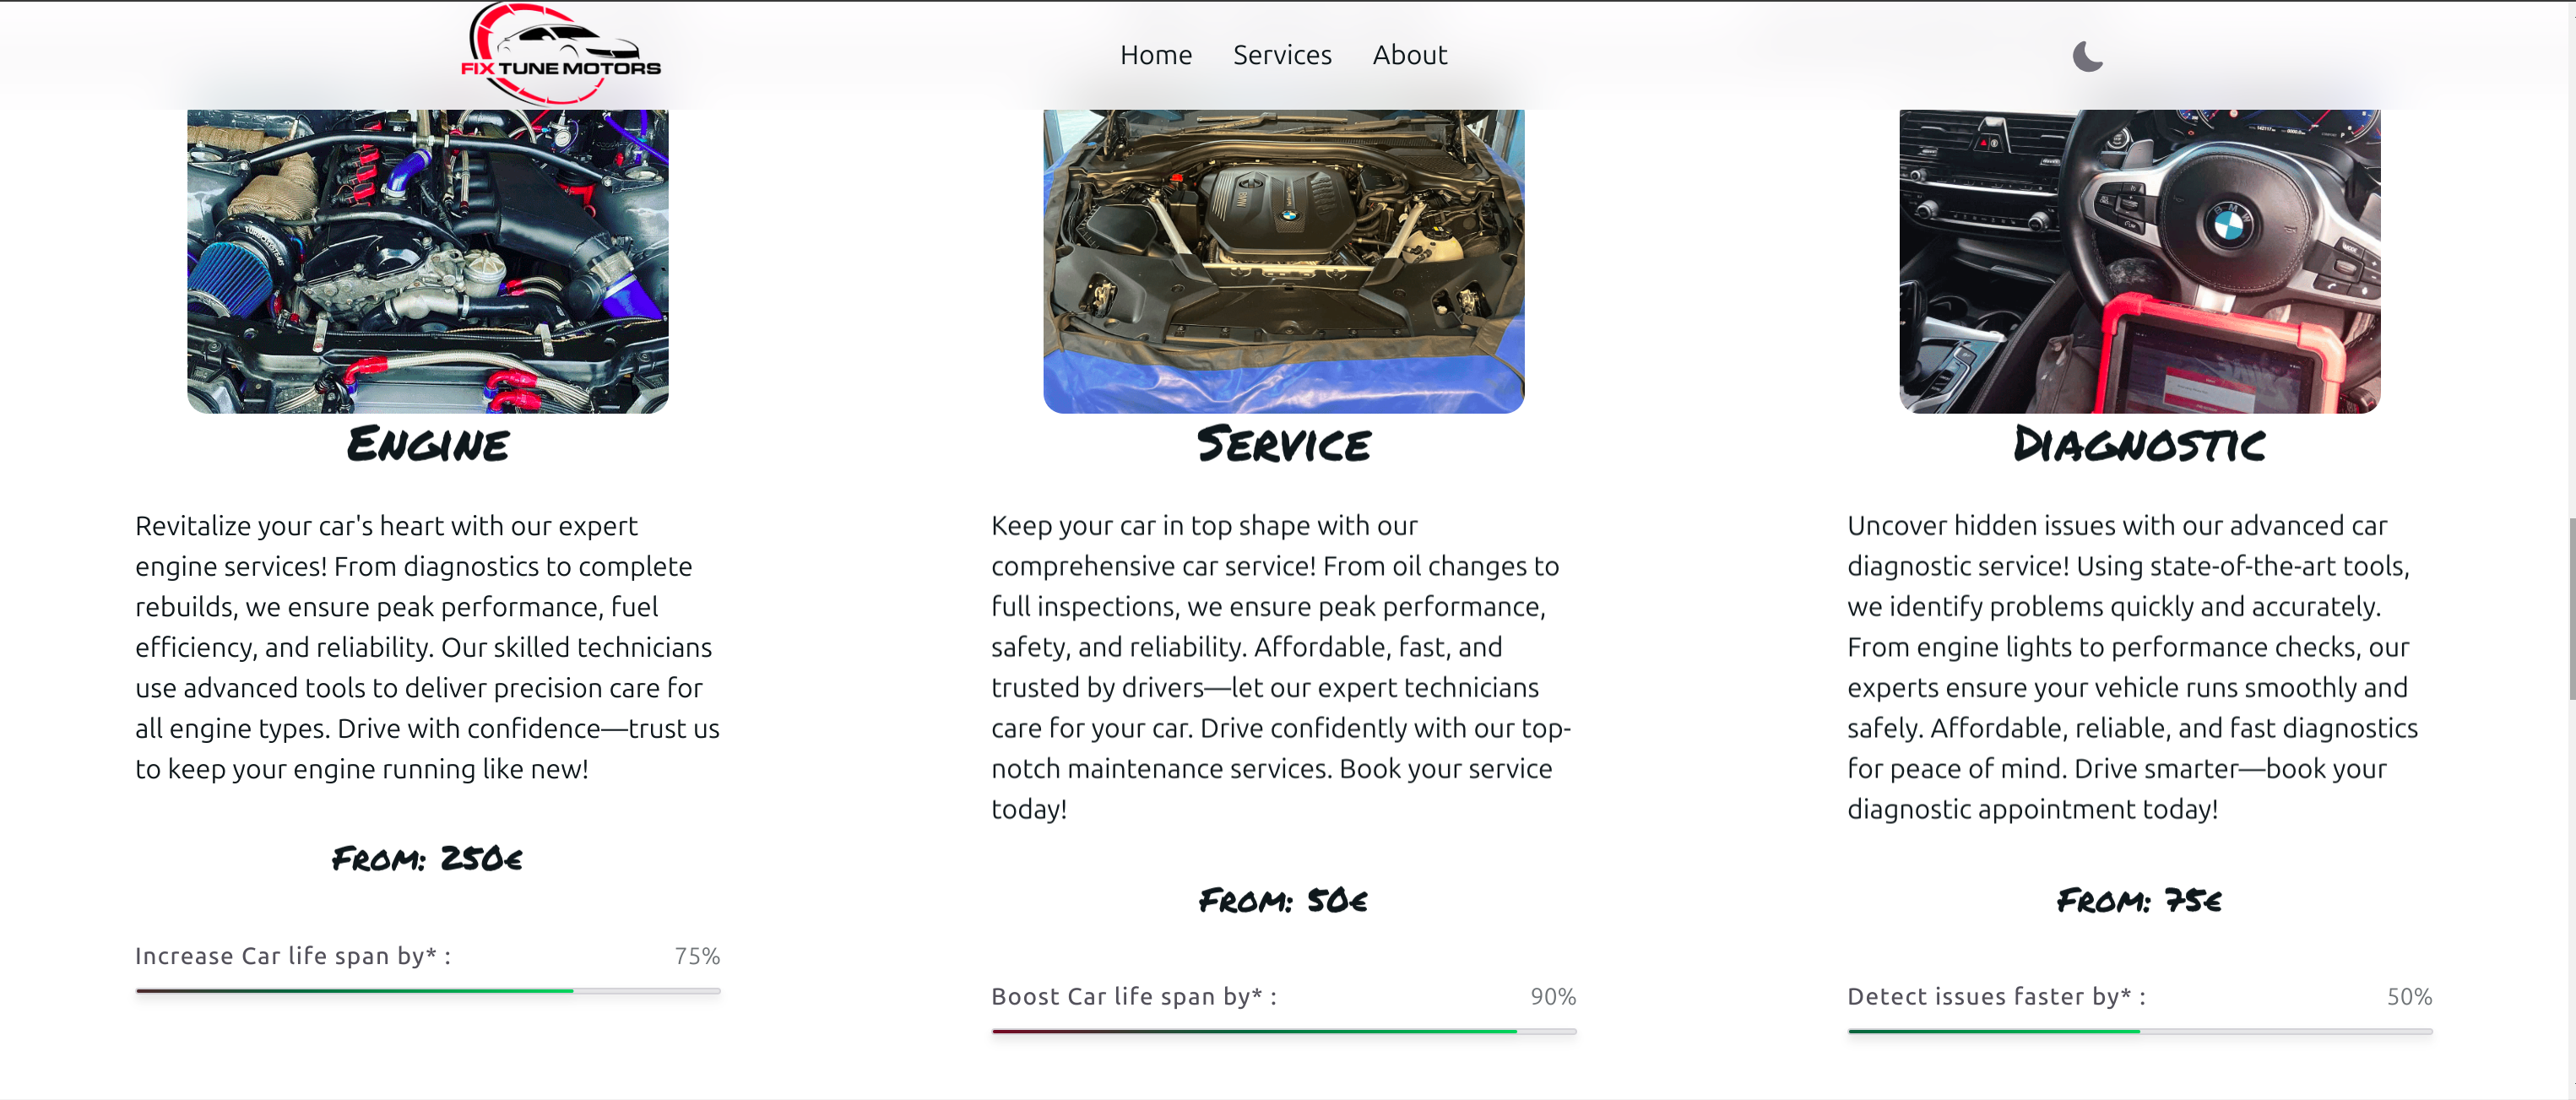 FIX TUNE MOTORS
Home
Services
About
TURBOSYSTEMS
BMW
Engine
Revitalize your car's heart with our expert
engine services! From diagnostics to complete
rebuilds, we ensure peak performance, fuel
efficiency, and reliability. Our skilled technicians
use advanced tools to deliver precision care for
all engine types. Drive with confidence—trust us
to keep your engine running like new!
From: 250€
Increase Car life span by* :
75%
Service
Keep your car in top shape with our
comprehensive car service! From oil changes to
full inspections, we ensure peak performance,
safety, and reliability. Affordable, fast, and
trusted by drivers—let our expert technicians
care for your car. Drive confidently with our top-
notch maintenance services. Book your service
today!
From: 50€
Boost Car life span by* :
90%
Diagnostic
Uncover hidden issues with our advanced car
diagnostic service! Using state-of-the-art tools,
we identify problems quickly and accurately.
From engine lights to performance checks, our
experts ensure your vehicle runs smoothly and
safely. Affordable, reliable, and fast diagnostics
for peace of mind. Drive smarter—book your
diagnostic appointment today!
From: 75€
Detect issues faster by* :
50%